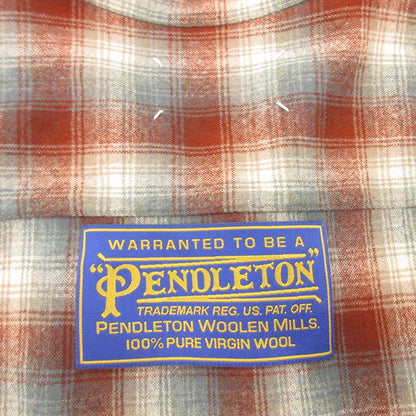 WARRANTED TO BE A
"PENDLETON"
TRADEMARK REG. US. PAT. OFF.
PENDLETON WOOLEN MILLS.
100% PURE VIRGIN WOOL